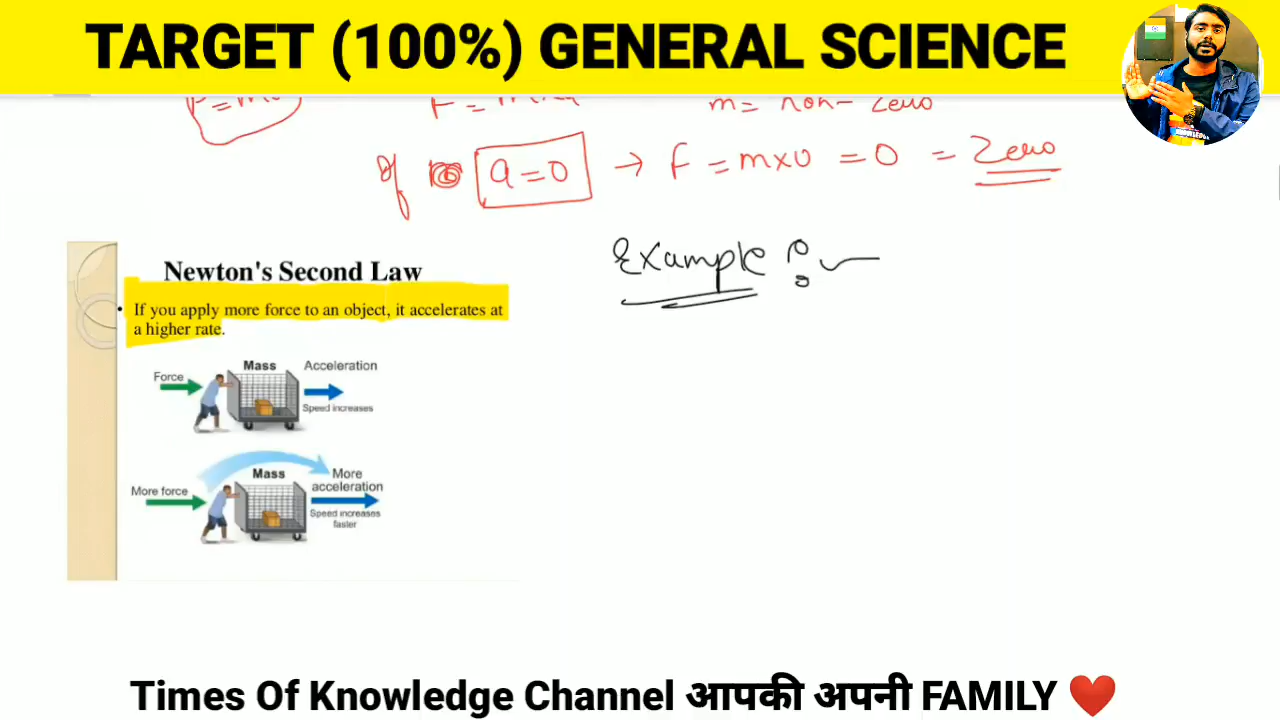 TARGET (100%) GENERAL SCIENCE
F = ma
m = non-zero
If a=0 → F = m×0 = 0 = Zero
Example :
Newton's Second Law
• If you apply more force to an object, it accelerates at
a higher rate.
Force Mass Acceleration
Speed increases
More force Mass More
acceleration
Speed increases
faster
Times Of Knowledge Channel आपकी अपनी FAMILY ❤️